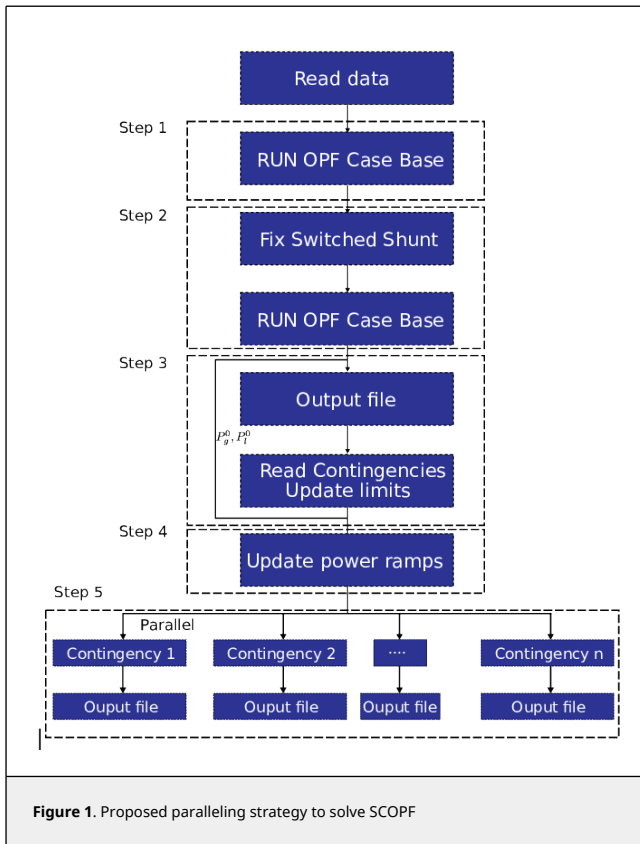 Read data
Step 1
RUN OPF Case Base
Step 2
Fix Switched Shunt
RUN OPF Case Base
Step 3
Output file
P_g^0, P_l^0
Read Contingencies
Update limits
Step 4
Update power ramps
Step 5
Parallel
Contingency 1 Contingency 2 .... Contingency n
Ouput file Ouput file Ouput file Ouput file
Figure 1. Proposed paralleling strategy to solve SCOPF